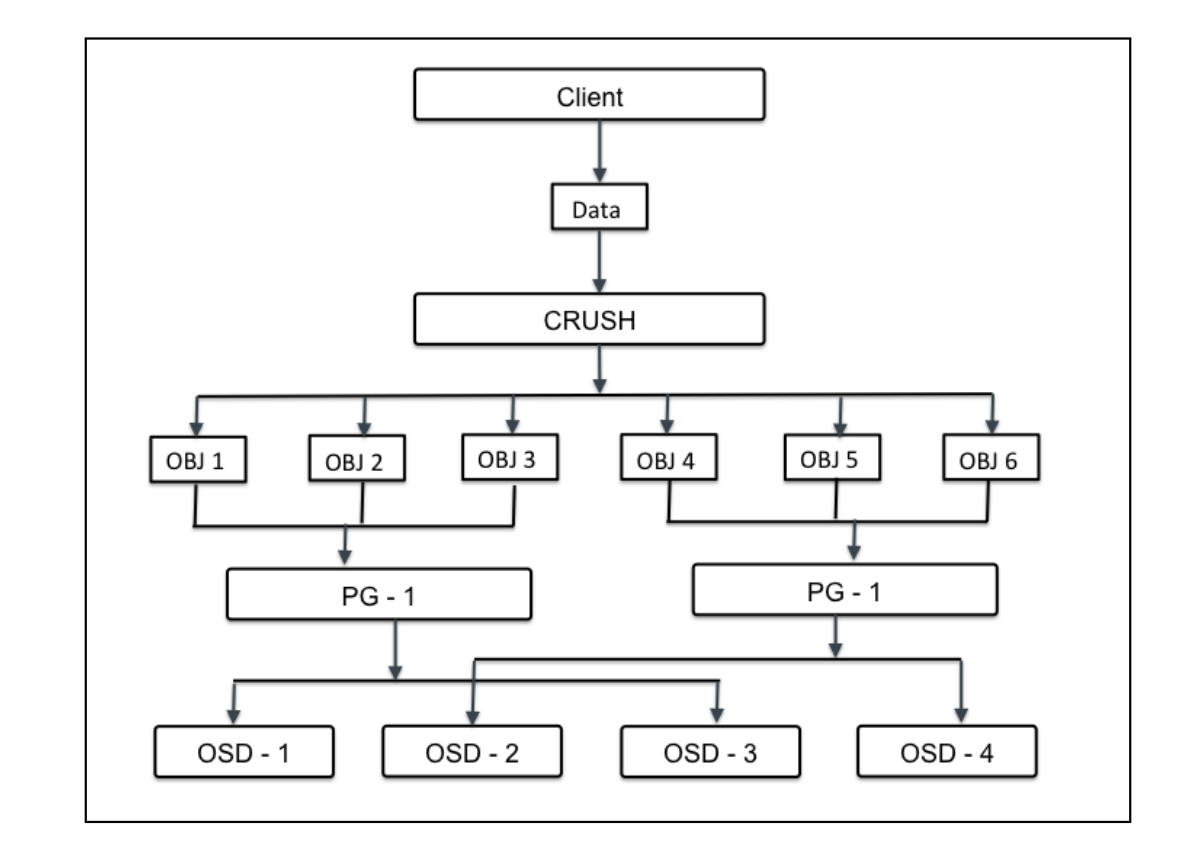 Client
Data
CRUSH
OBJ 1
OBJ 2
OBJ 3
OBJ 4
OBJ 5
OBJ 6
PG - 1
PG - 1
OSD - 1
OSD - 2
OSD - 3
OSD - 4